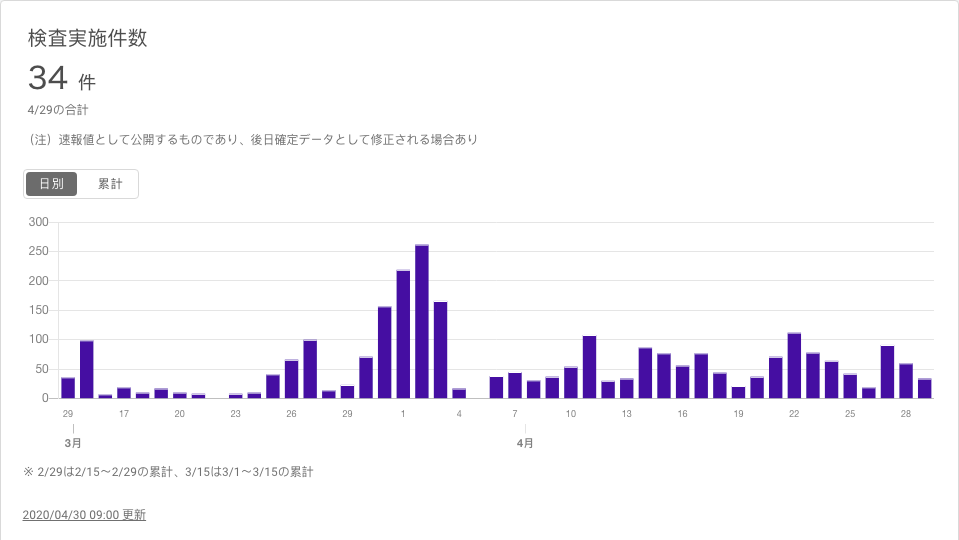 検査実施件数
34 件
4/29の合計
（注）速報値として公開するものであり、後日確定データとして修正される場合あり
日別 累計
300
250
200
150
100
50
0
29 17 20 23 26 29 1 4 7 10 13 16 19 22 25 28
3月 4月
※ 2/29は2/15〜2/29の累計、3/15は3/1〜3/15の累計
2020/04/30 09:00 更新